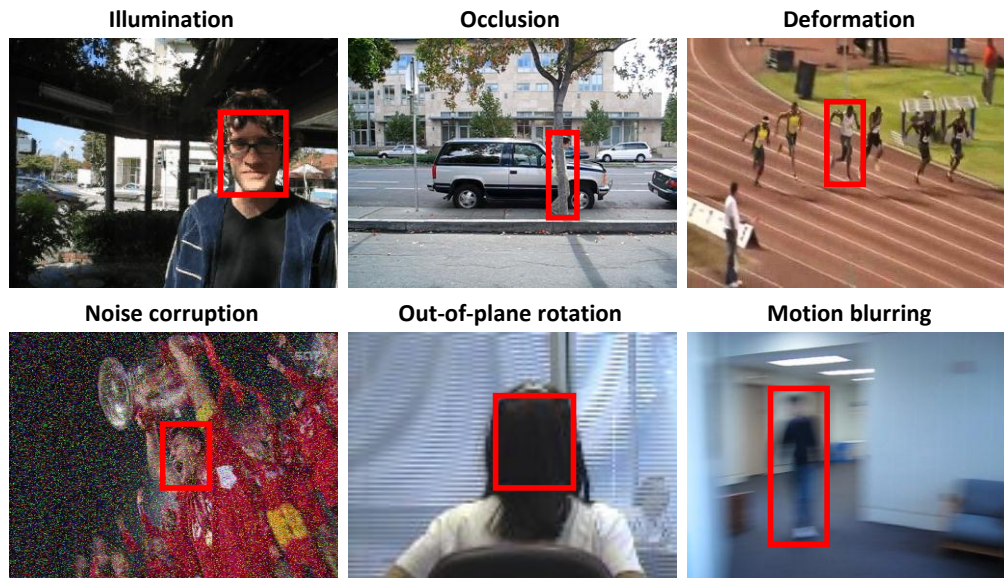 Illumination
Occlusion
Deformation
Noise corruption
Out-of-plane rotation
Motion blurring